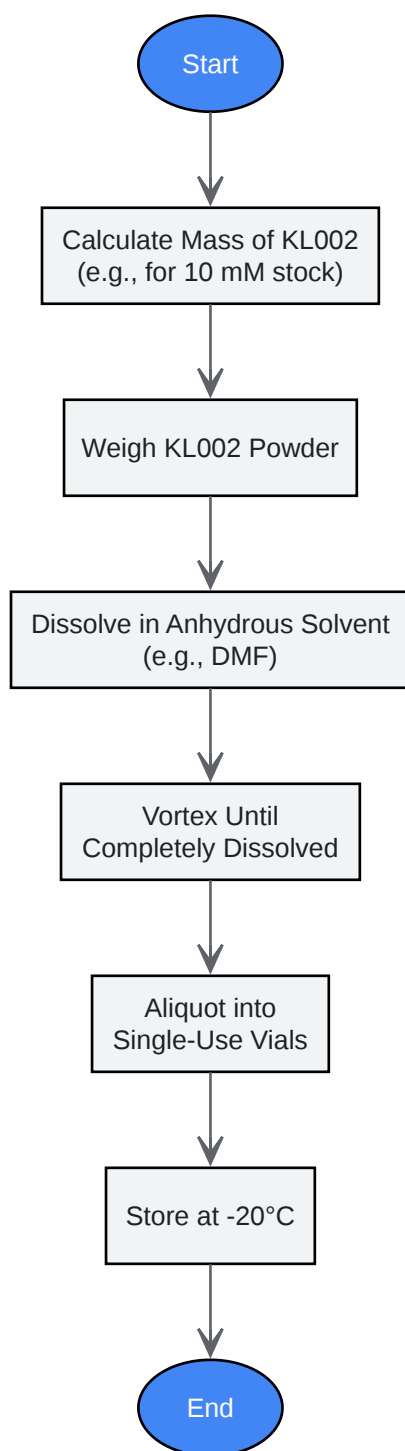 Start
Calculate Mass of KL002
(e.g., for 10 mM stock)
Weigh KL002 Powder
Dissolve in Anhydrous Solvent
(e.g., DMF)
Vortex Until
Completely Dissolved
Aliquot into
Single-Use Vials
Store at -20°C
End